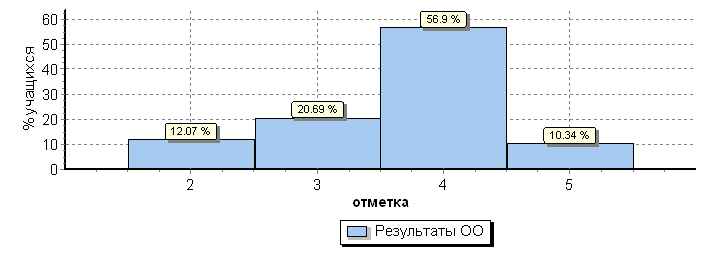 % учащихся
60
50
40
30
20
10
0
12.07 %
20.69 %
56.9 %
10.34 %
2 3 4 5
отметка
Результаты ОО